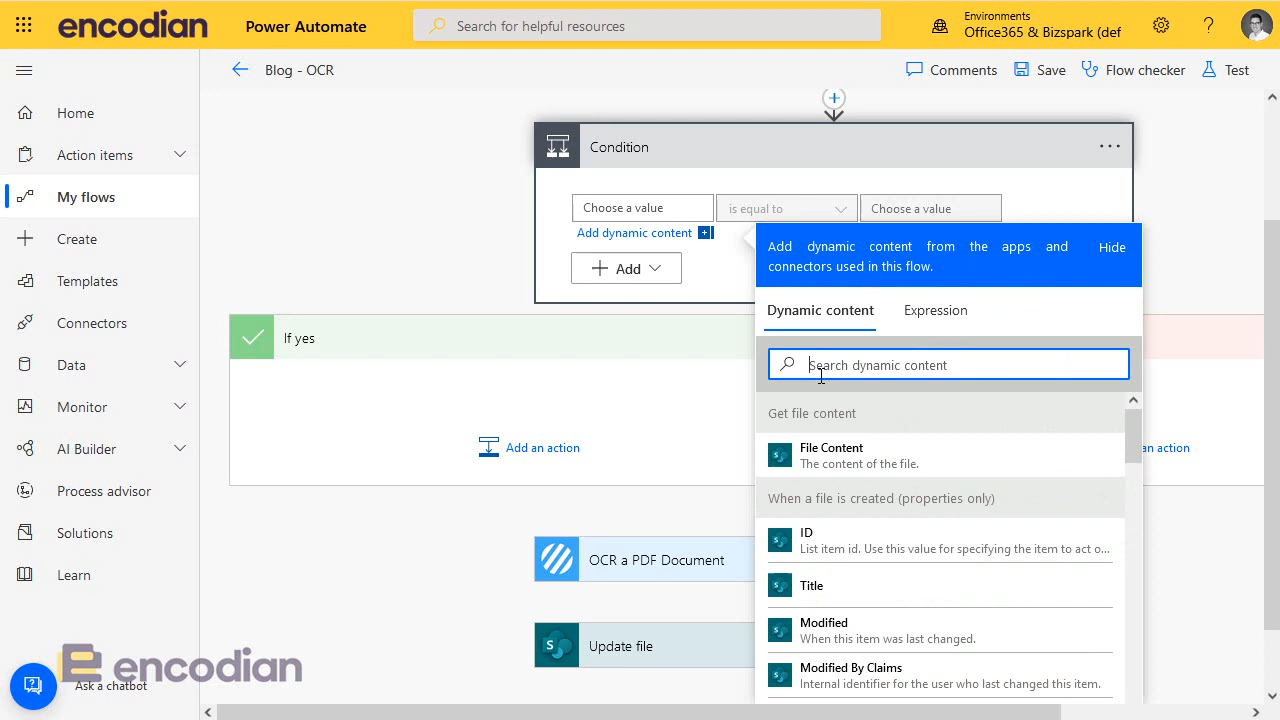 encodian
Power Automate
Search for helpful resources
Environments
Office365 & Bizspark (def
Blog - OCR
Comments
Save
Flow checker
Test
Home
Action items
My flows
Create
Templates
Connectors
Data
Monitor
AI Builder
Process advisor
Solutions
Learn
Ask a chatbot
encodian
Condition
Choose a value
is equal to
Choose a value
Add dynamic content
Add
If yes
Add an action
an action
OCR a PDF Document
Update file
Add dynamic content from the apps and
connectors used in this flow.
Hide
Dynamic content
Expression
Search dynamic content
Get file content
File Content
The content of the file.
When a file is created (properties only)
ID
List item id. Use this value for specifying the item to act o...
Title
Modified
When this item was last changed.
Modified By Claims
Internal identifier for the user who last changed this item.